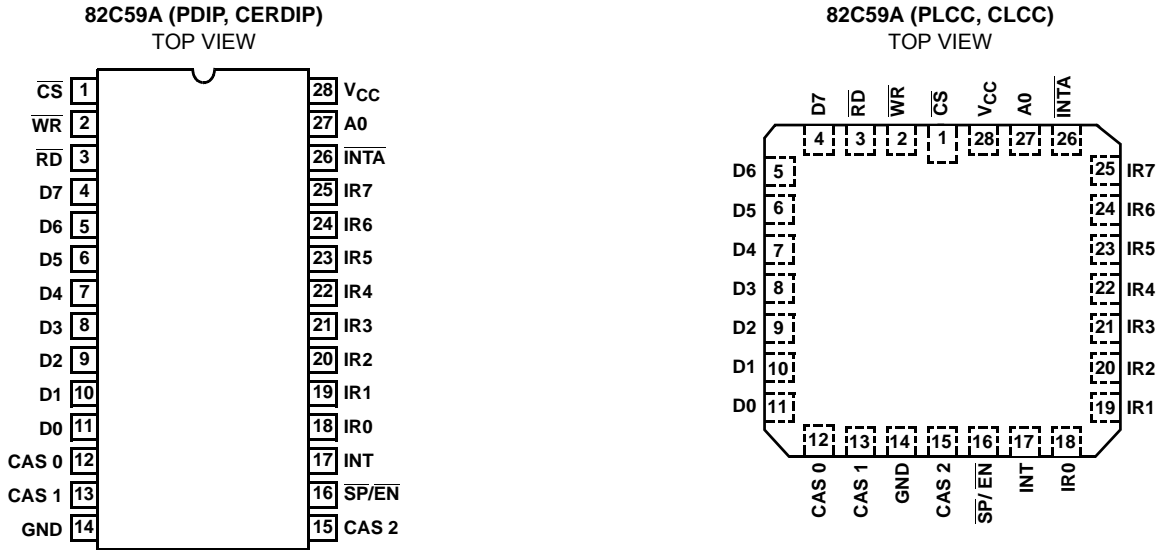 82C59A (PDIP, CERDIP)
TOP VIEW
CS 1
WR 2
RD 3
D7 4
D6 5
D5 6
D4 7
D3 8
D2 9
D1 10
D0 11
CAS 0 12
CAS 1 13
GND 14
28 VCC
27 A0
26 INTA
25 IR7
24 IR6
23 IR5
22 IR4
21 IR3
20 IR2
19 IR1
18 IR0
17 INT
16 SP/EN
15 CAS 2
82C59A (PLCC, CLCC)
TOP VIEW
D7 RD WR CS VCC A0 INTA
4 3 2 1 28 27 26
D6 5
D5 6
D4 7
D3 8
D2 9
D1 10
D0 11
25 IR7
24 IR6
23 IR5
22 IR4
21 IR3
20 IR2
19 IR1
12 13 14 15 16 17 18
CAS 0 CAS 1 GND CAS 2 SP/ EN INT IR0